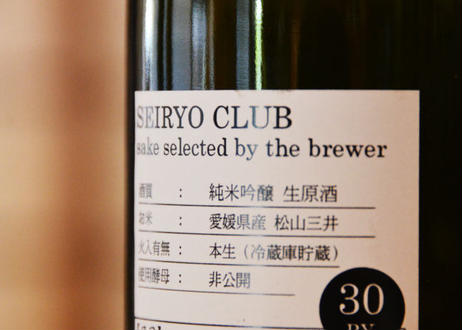 SEIRYO CLUB
sake selected by the brewer
酒質 : 純米吟醸 生原酒
お米 : 愛媛県産 松山三井
火入有無 : 本生（冷蔵庫貯蔵）
使用酵母 : 非公開
30
BY